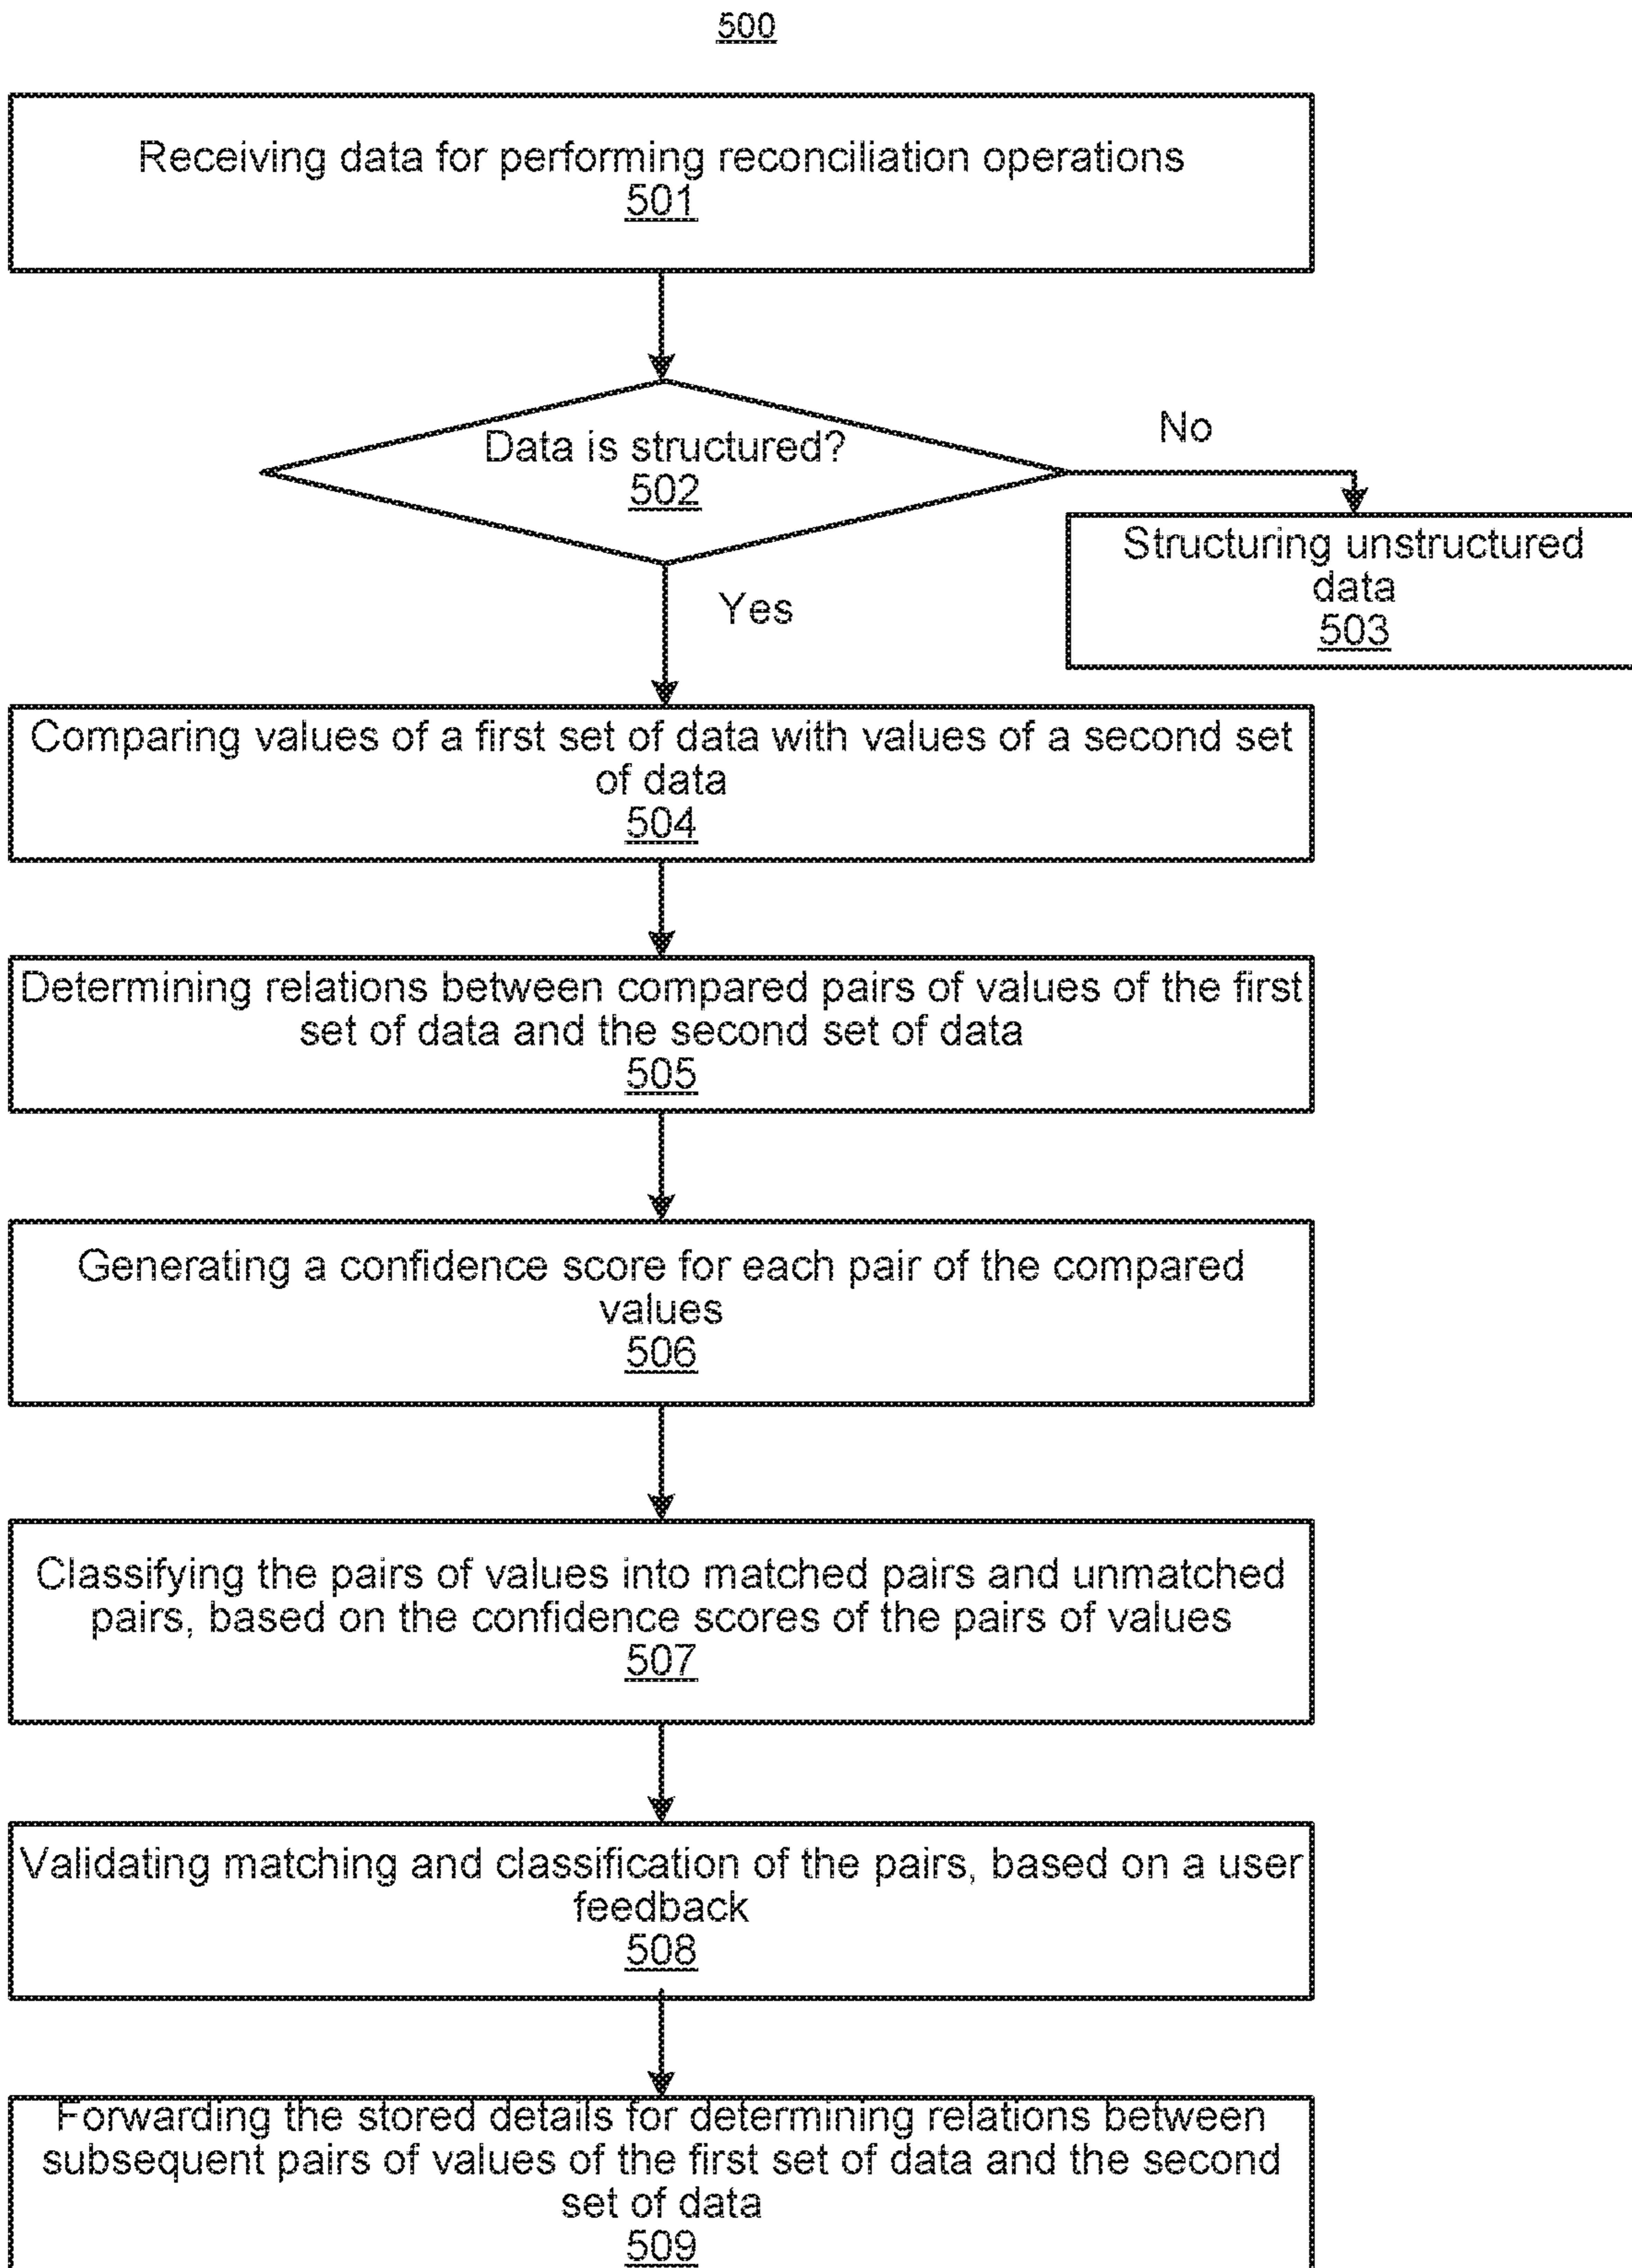 500
Receiving data for performing reconciliation operations
501
Data is structured?
502
No
Structuring unstructured
data
503
Yes
Comparing values of a first set of data with values of a second set
of data
504
Determining relations between compared pairs of values of the first
set of data and the second set of data
505
Generating a confidence score for each pair of the compared
values
506
Classifying the pairs of values into matched pairs and unmatched
pairs, based on the confidence scores of the pairs of values
507
Validating matching and classification of the pairs, based on a user
feedback
508
Forwarding the stored details for determining relations between
subsequent pairs of values of the first set of data and the second
set of data
509